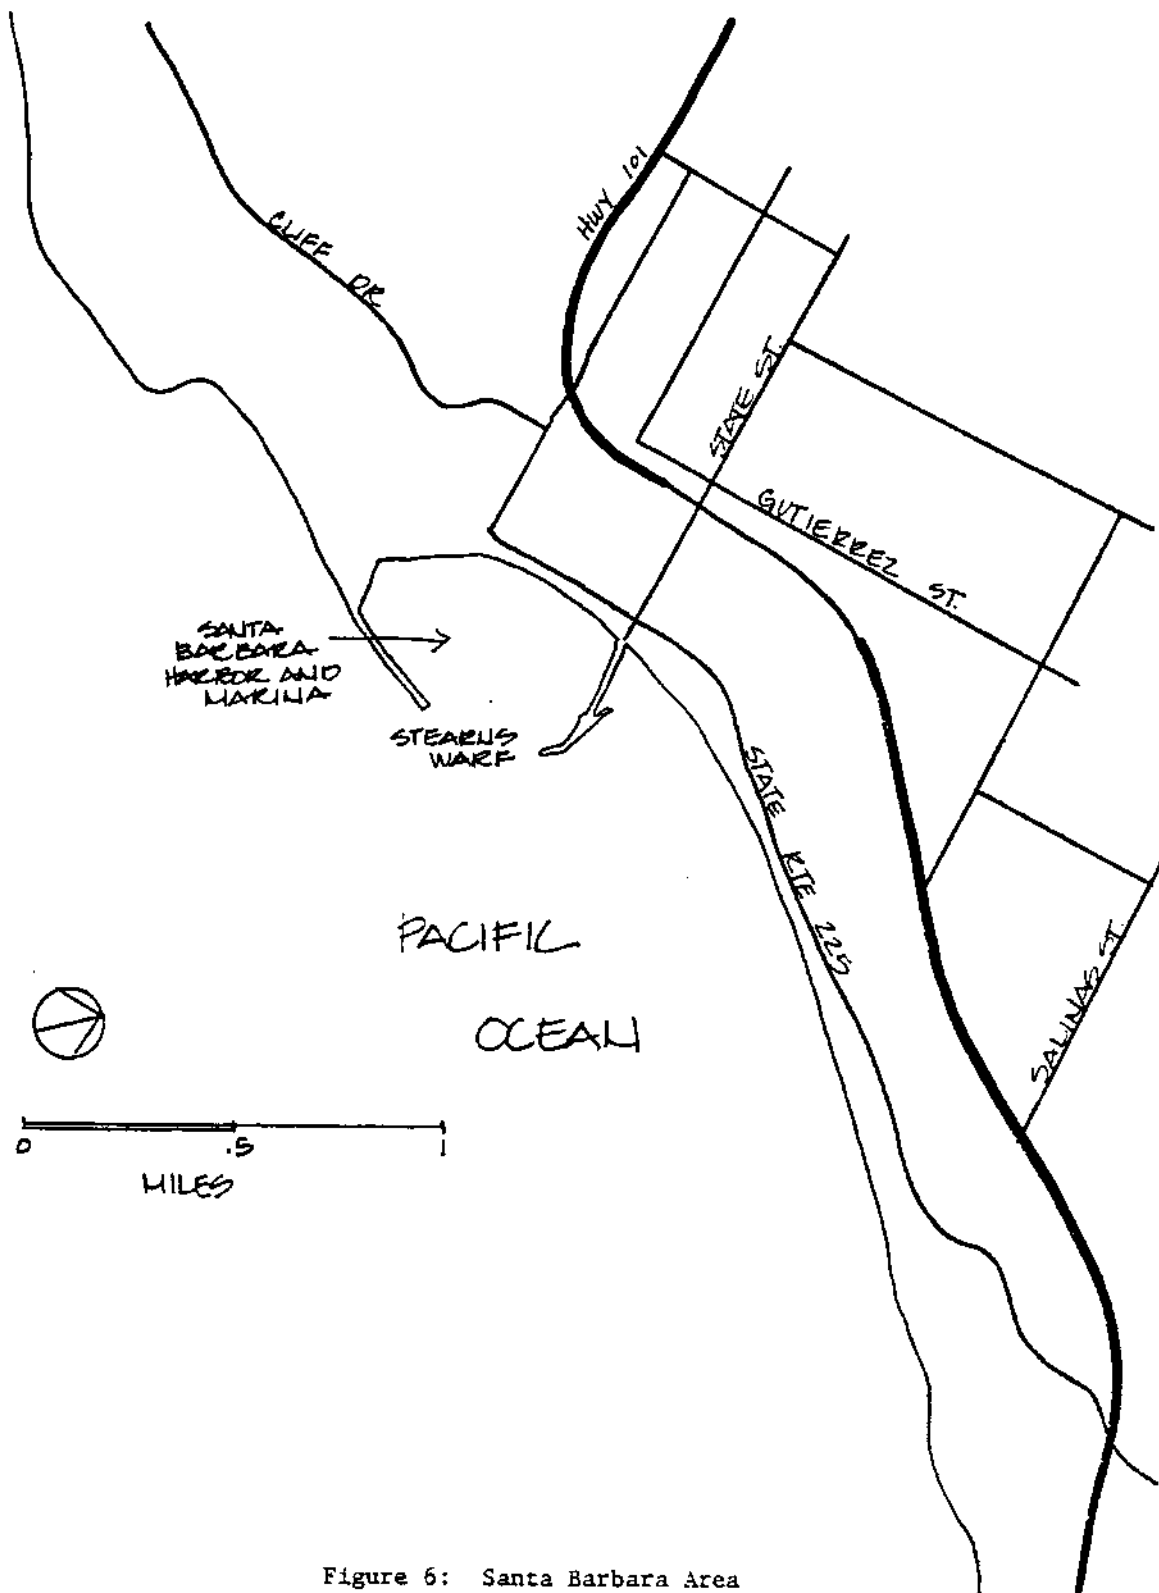 HWY 101
CLIFF DR
STATE ST.
GUTIERREZ ST.
SANTA
BARBARA
HARBOR AND
MARINA
STEARNS
WARF
STATE RTE 225
PACIFIC
OCEAN
SALINAS ST.
0 .5 1
MILES
Figure 6: Santa Barbara Area